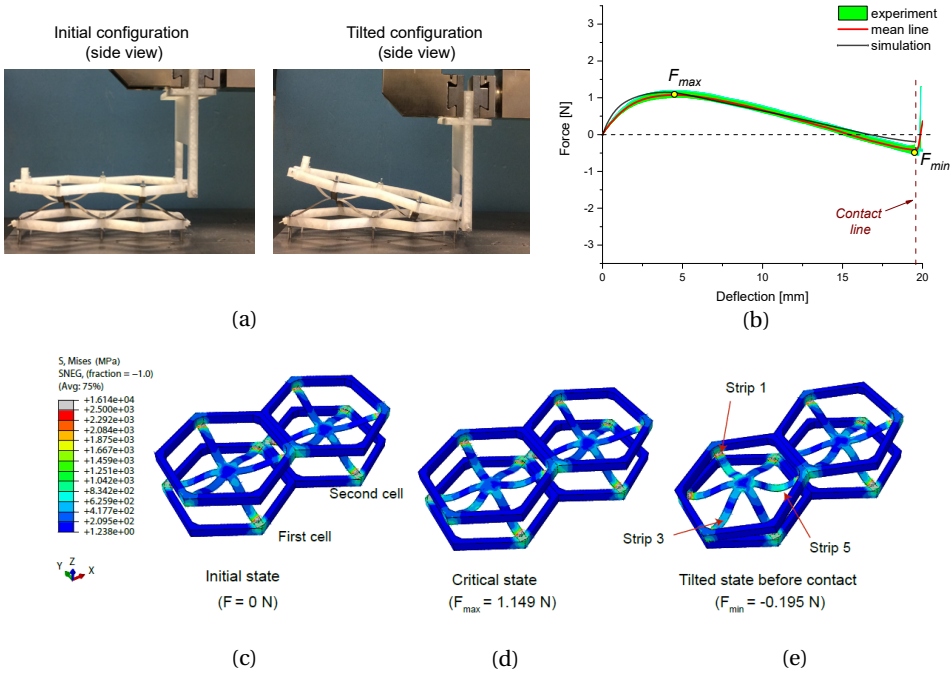 Initial configuration
(side view)
Tilted configuration
(side view)
(a)
experiment
mean line
simulation
Force [N]
3
2
1
0
-1
-2
-3
F_max
F_min
Contact
line
0 5 10 15 20
Deflection [mm]
(b)
S, Mises (MPa)
SNEG, (fraction = −1.0)
(Avg: 75%)
+1.614e+04
+2.500e+03
+2.292e+03
+2.084e+03
+1.875e+03
+1.667e+03
+1.459e+03
+1.251e+03
+1.042e+03
+8.342e+02
+6.259e+02
+4.177e+02
+2.095e+02
+1.238e+00
Y Z X
Second cell
First cell
Initial state
(F = 0 N)
(c)
Critical state
(F_max = 1.149 N)
(d)
Strip 1
Strip 3
Strip 5
Tilted state before contact
(F_min = -0.195 N)
(e)